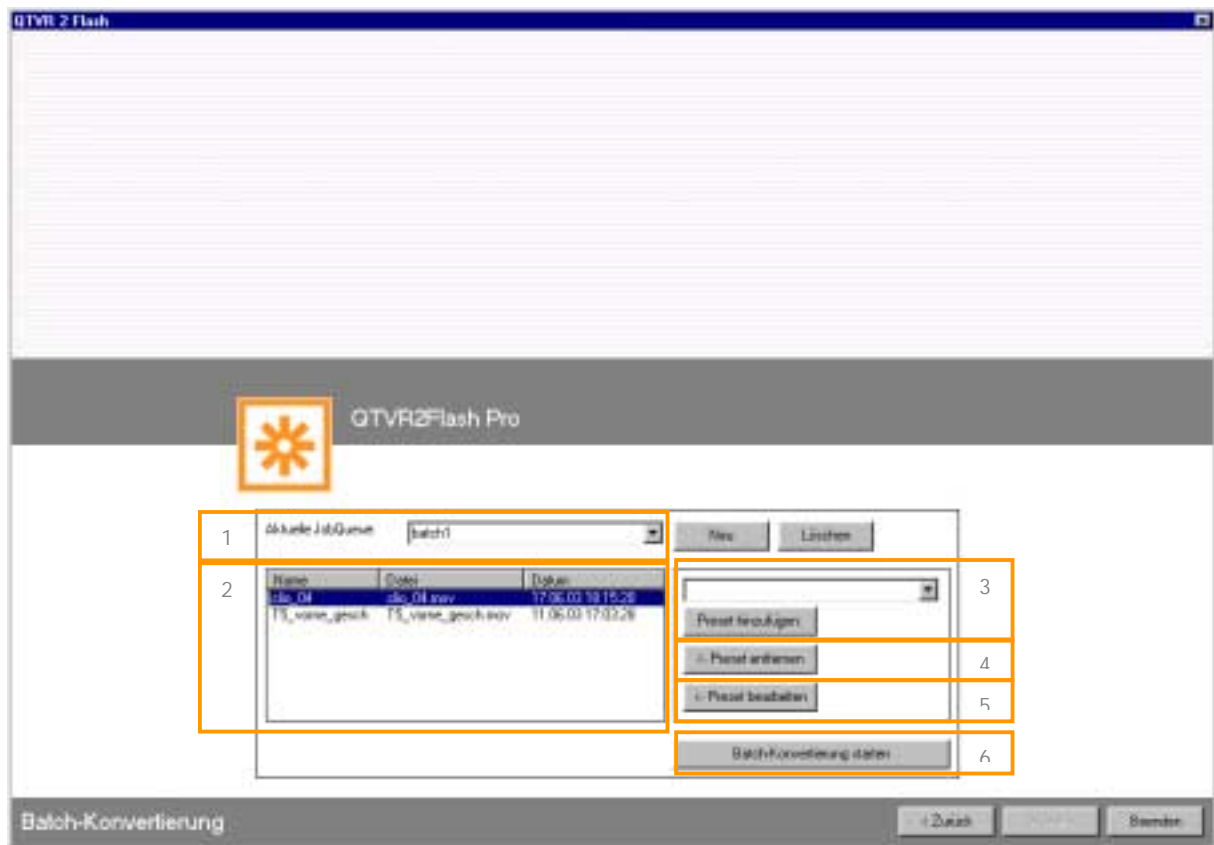 QTVR 2 Flash
QTVR2Flash Pro
1
Aktuelle JobQueue
batch1
Neu
Löschen
2
Name Datei Datum
clio_04 clio_04.mov 17.06.03 18:15:28
TS_vorne_gesch TS_vorne_gesch.mov 11.06.03 17:03:28
3
Preset hinzufügen
<- Preset entfernen
4
<- Preset bearbeiten
5
Batch-Konvertierung starten
6
Batch-Konvertierung
< Zurück
Beenden